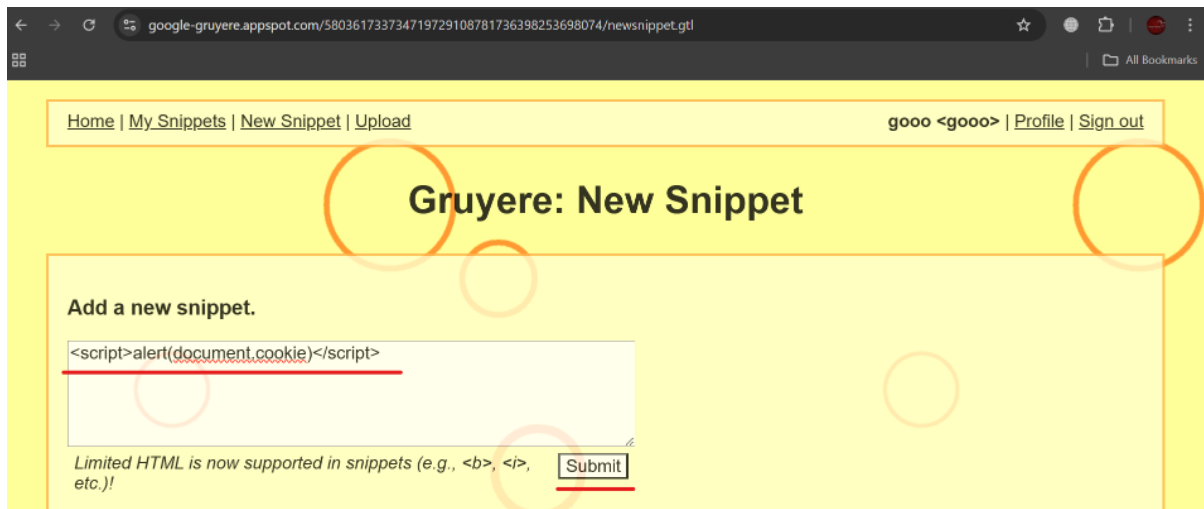 google-gruyere.appspot.com/580361733734719729108781736398253698074/newsnippet.gtl
All Bookmarks
Home | My Snippets | New Snippet | Upload
gooo <gooo> | Profile | Sign out
Gruyere: New Snippet
Add a new snippet.
<script>alert(document.cookie)</script>
Limited HTML is now supported in snippets (e.g., <b>, <i>,
etc.)!
Submit